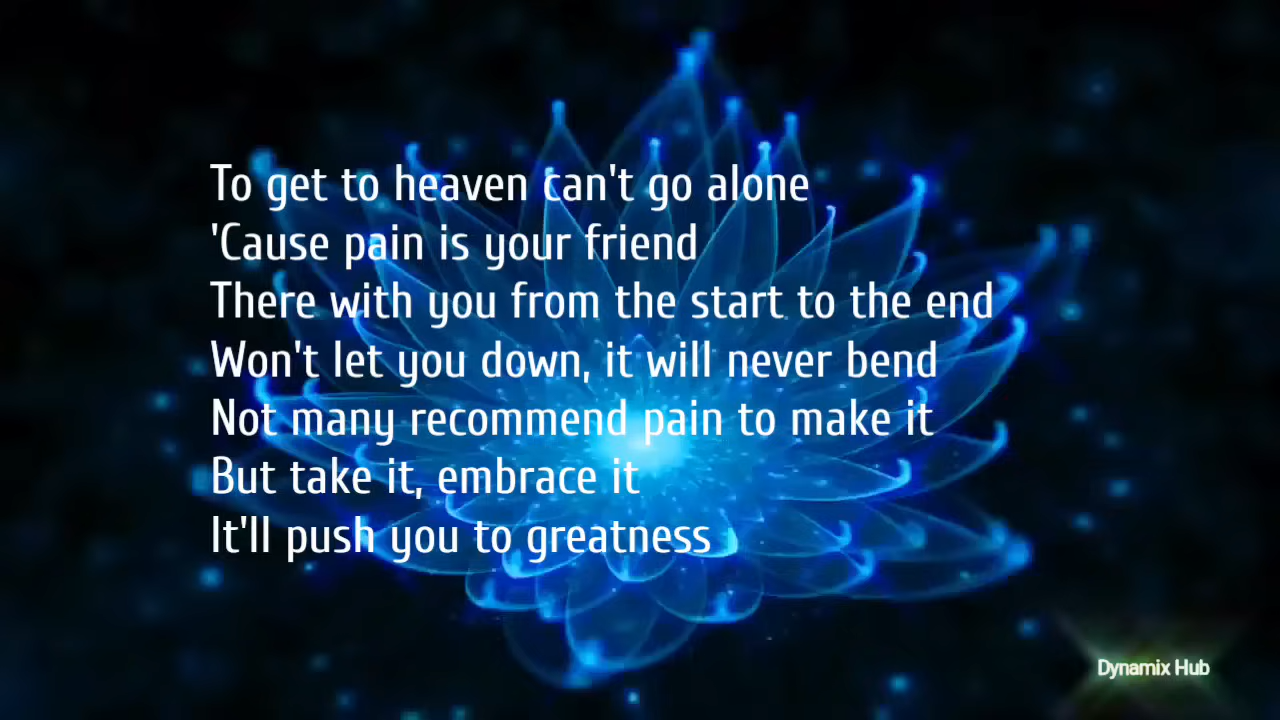 To get to heaven can't go alone
'Cause pain is your friend
There with you from the start to the end
Won't let you down, it will never bend
Not many recommend pain to make it
But take it, embrace it
It'll push you to greatness
Dynamix Hub